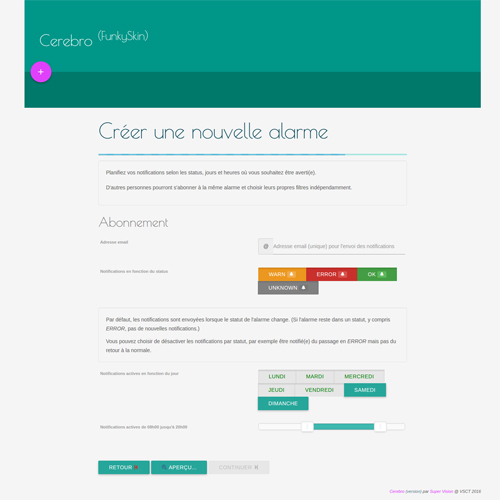 Cerebro (FunkySkin)
+
Créer une nouvelle alarme
Planifiez vos notifications selon les status, jours et heures où vous souhaitez être averti(e).
D'autres personnes pourront s'abonner à la même alarme et choisir leurs propres filtres indépendamment.
Abonnement
Adresse email
@ Adresse email (unique) pour l'envoi des notifications
Notifications en fonction du status
WARN ERROR OK
UNKNOWN
Par défaut, les notifications sont envoyées lorsque le statut de l'alarme change. (Si l'alarme reste dans un statut, y compris
ERROR, pas de nouvelles notifications.)
Vous pouvez choisir de désactiver les notifications par statut, par exemple être notifié(e) du passage en ERROR mais pas du
retour à la normale.
Notifications actives en fonction du jour
LUNDI MARDI MERCREDI
JEUDI VENDREDI SAMEDI
DIMANCHE
Notifications actives de 08h00 jusqu'à 20h00
RETOUR APERÇU... CONTINUER
Cerebro (version) par Super Vision @ VSCT 2016